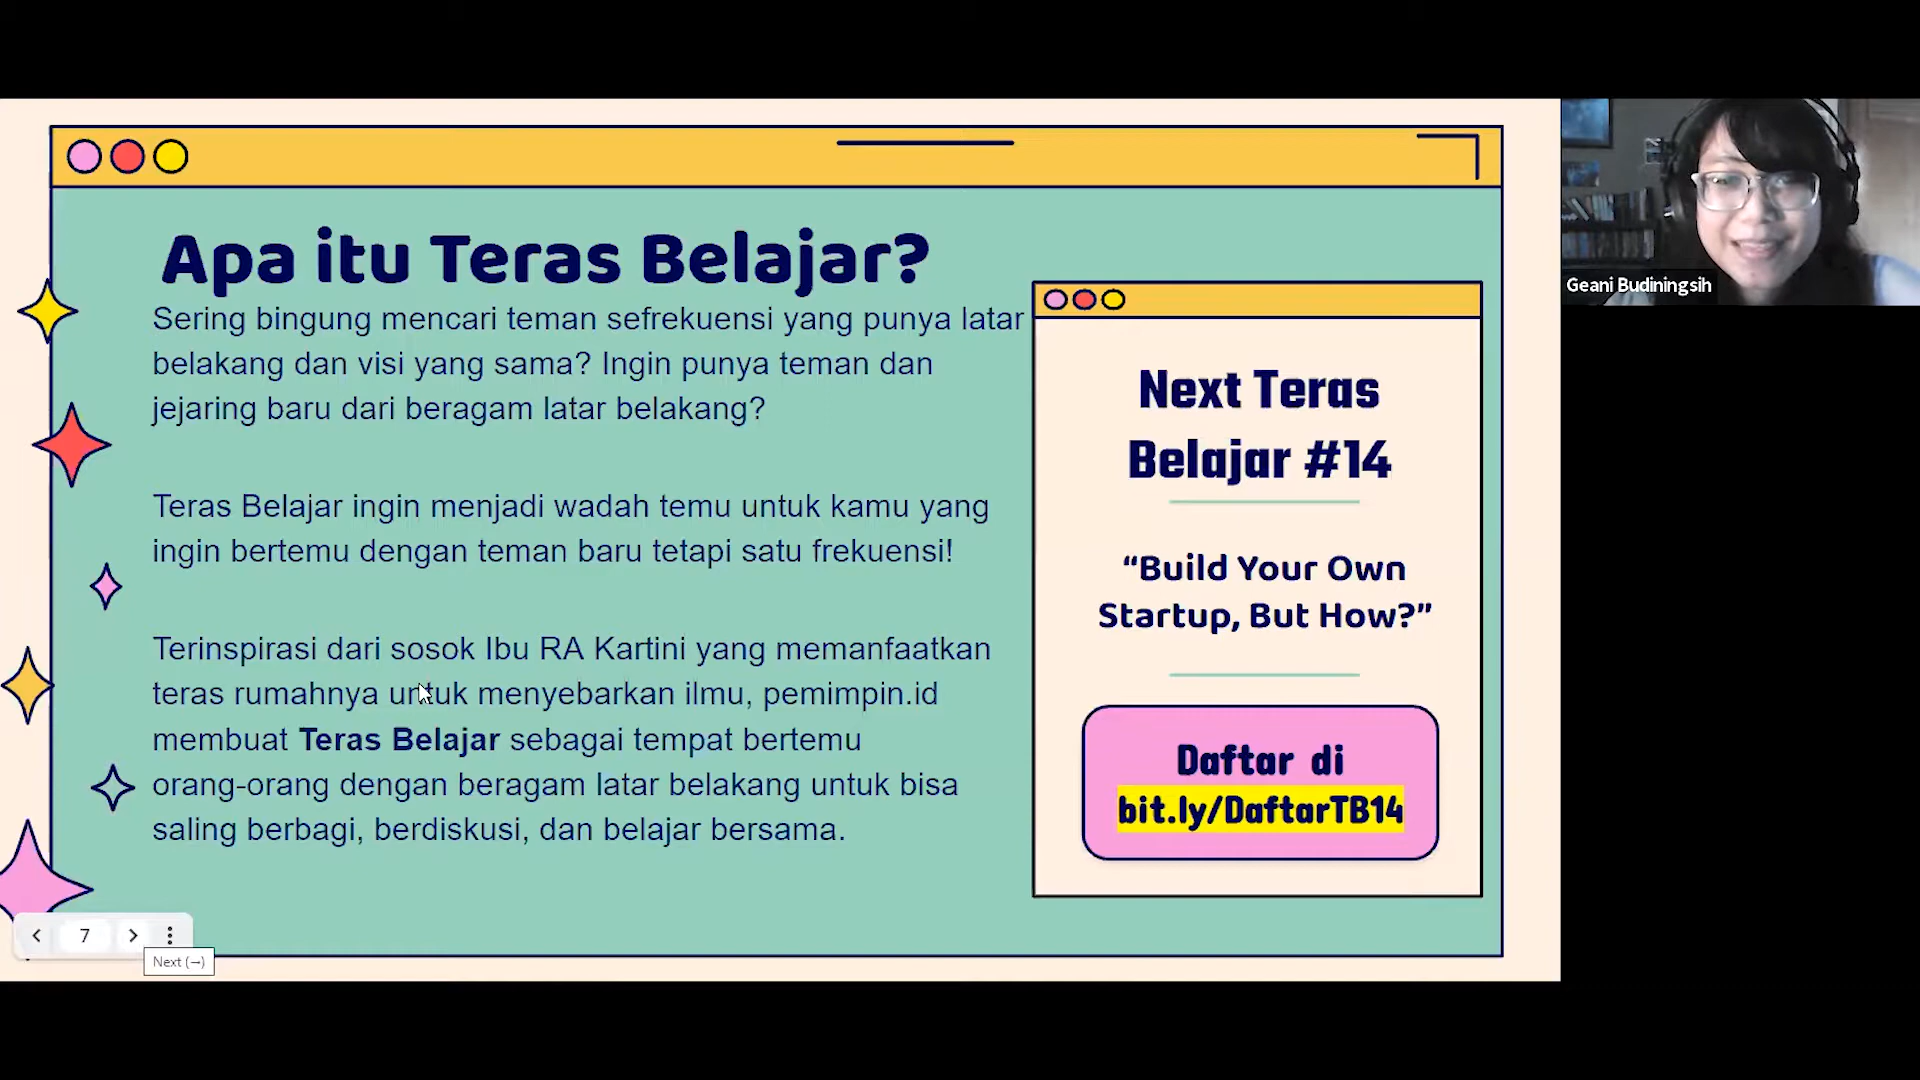 Apa itu Teras Belajar?
Sering bingung mencari teman sefrekuensi yang punya latar
belakang dan visi yang sama? Ingin punya teman dan
jejaring baru dari beragam latar belakang?
Teras Belajar ingin menjadi wadah temu untuk kamu yang
ingin bertemu dengan teman baru tetapi satu frekuensi!
Terinspirasi dari sosok Ibu RA Kartini yang memanfaatkan
teras rumahnya untuk menyebarkan ilmu, pemimpin.id
membuat Teras Belajar sebagai tempat bertemu
orang-orang dengan beragam latar belakang untuk bisa
saling berbagi, berdiskusi, dan belajar bersama.
Next Teras
Belajar #14
“Build Your Own
Startup, But How?”
Daftar di
bit.ly/DaftarTB14
Geani Budiningsih
7
Next (→)